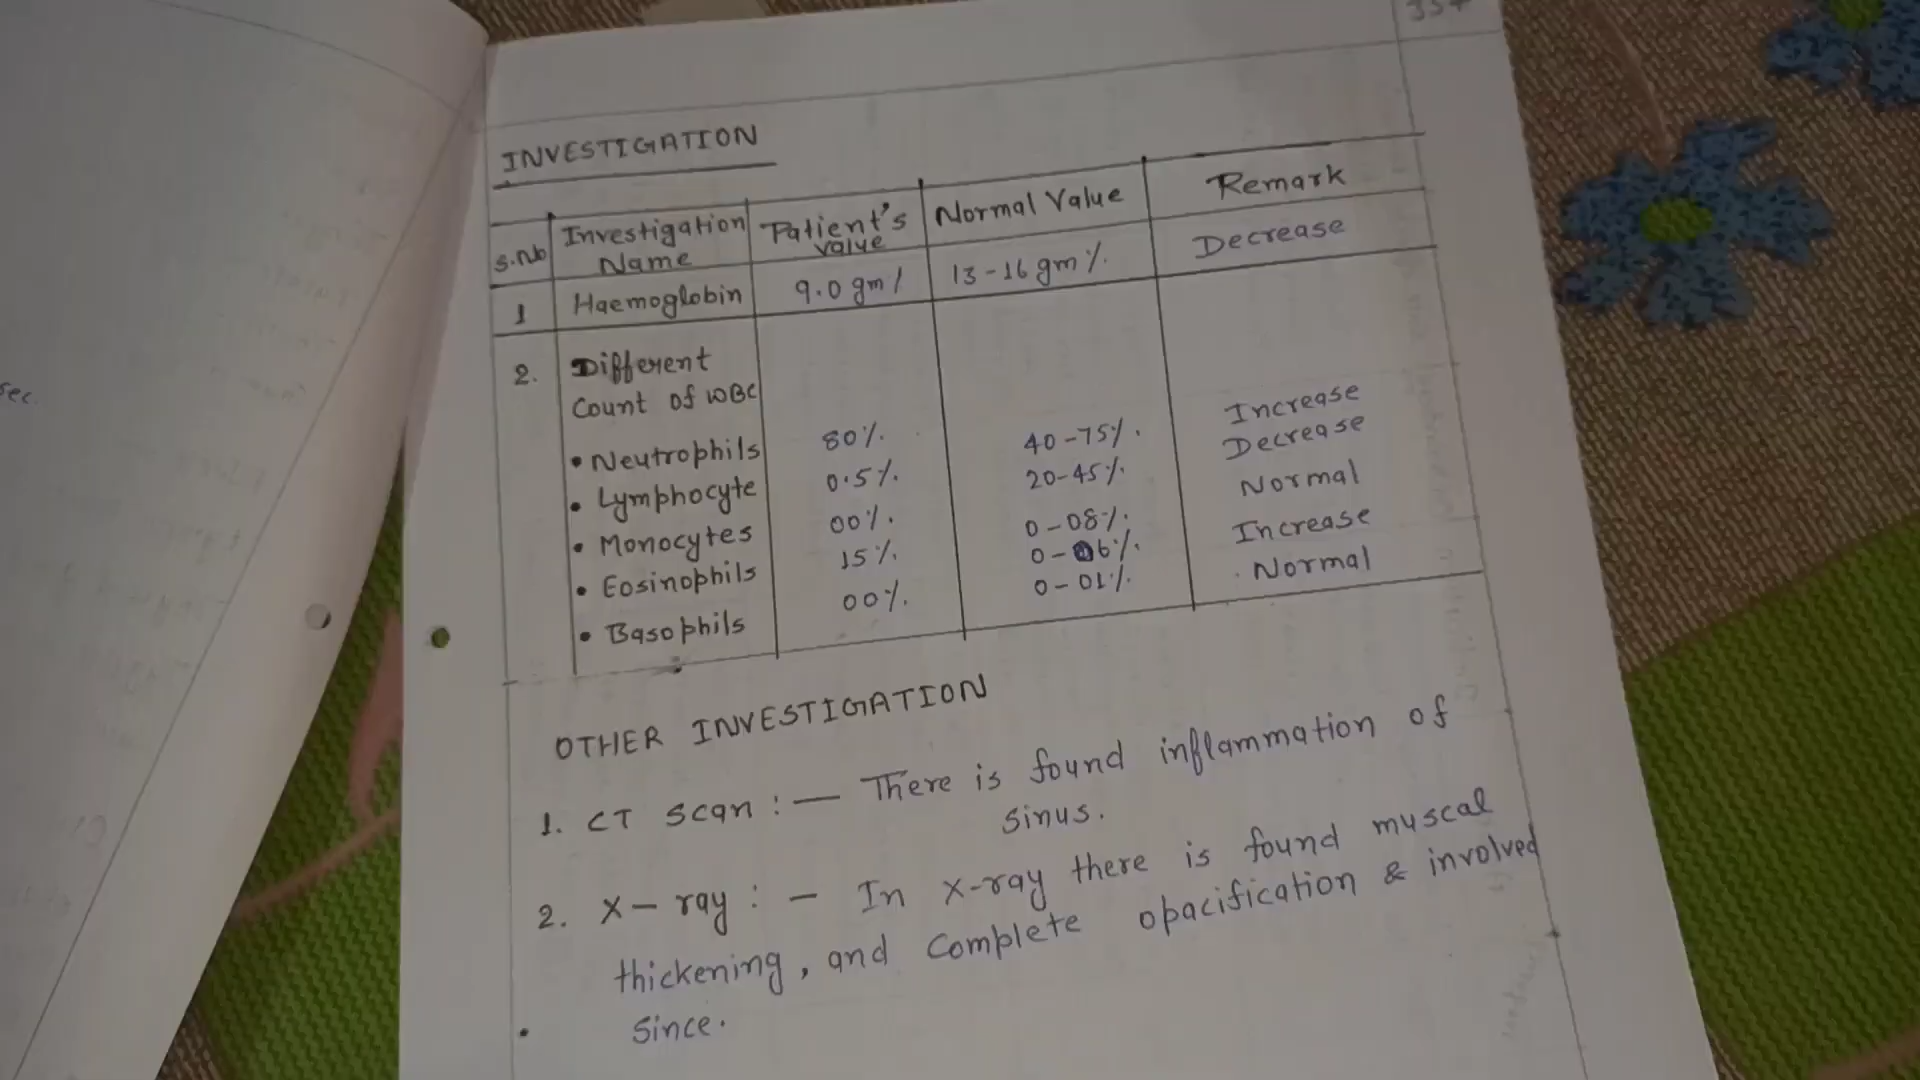 357
INVESTIGATION
S.No Investigation Name Patient's Value Normal Value Remark
1 Haemoglobin 9.0 gm/ 13-16 gm% Decrease
2. Different Count of WBC
• Neutrophils 80%. 40-75%. Increase
• Lymphocyte 0.5%. 20-45%. Decrease
• Monocytes 00%. 0-08%. Normal
• Eosinophils 15%. 0-06%. Increase
• Basophils 00%. 0-01%. Normal
OTHER INVESTIGATION
1. CT Scan :— There is found inflammation of
sinus.
2. X-ray : - In X-ray there is found muscal
thickening, and Complete opacification & involved
since.
sec.